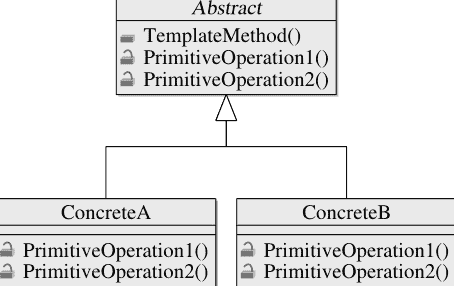 Abstract
TemplateMethod()
PrimitiveOperation1()
PrimitiveOperation2()
ConcreteA
PrimitiveOperation1()
PrimitiveOperation2()
ConcreteB
PrimitiveOperation1()
PrimitiveOperation2()